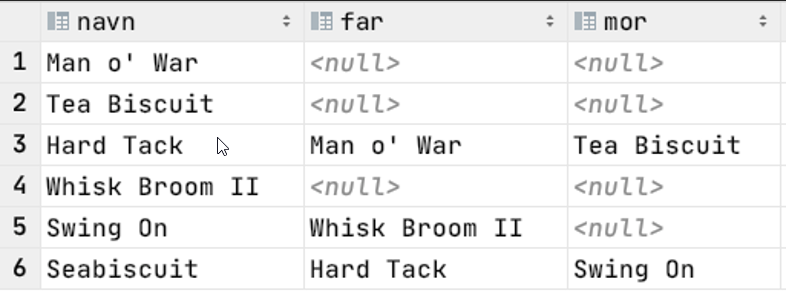 navn far mor
1 Man o' War <null> <null>
2 Tea Biscuit <null> <null>
3 Hard Tack Man o' War Tea Biscuit
4 Whisk Broom II <null> <null>
5 Swing On Whisk Broom II <null>
6 Seabiscuit Hard Tack Swing On